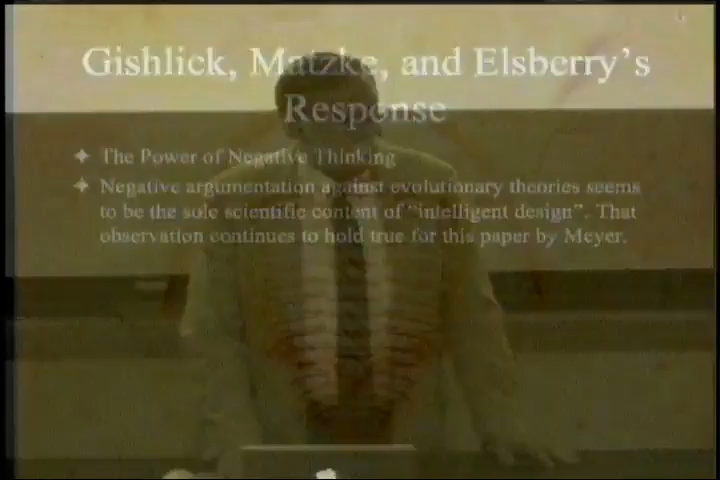 Gishlick, Matzke, and Elsberry's
Response
The Power of Negative Thinking
Negative argumentation against evolutionary theories seems
to be the sole scientific content of "intelligent design". That
observation continues to hold true for this paper by Meyer.